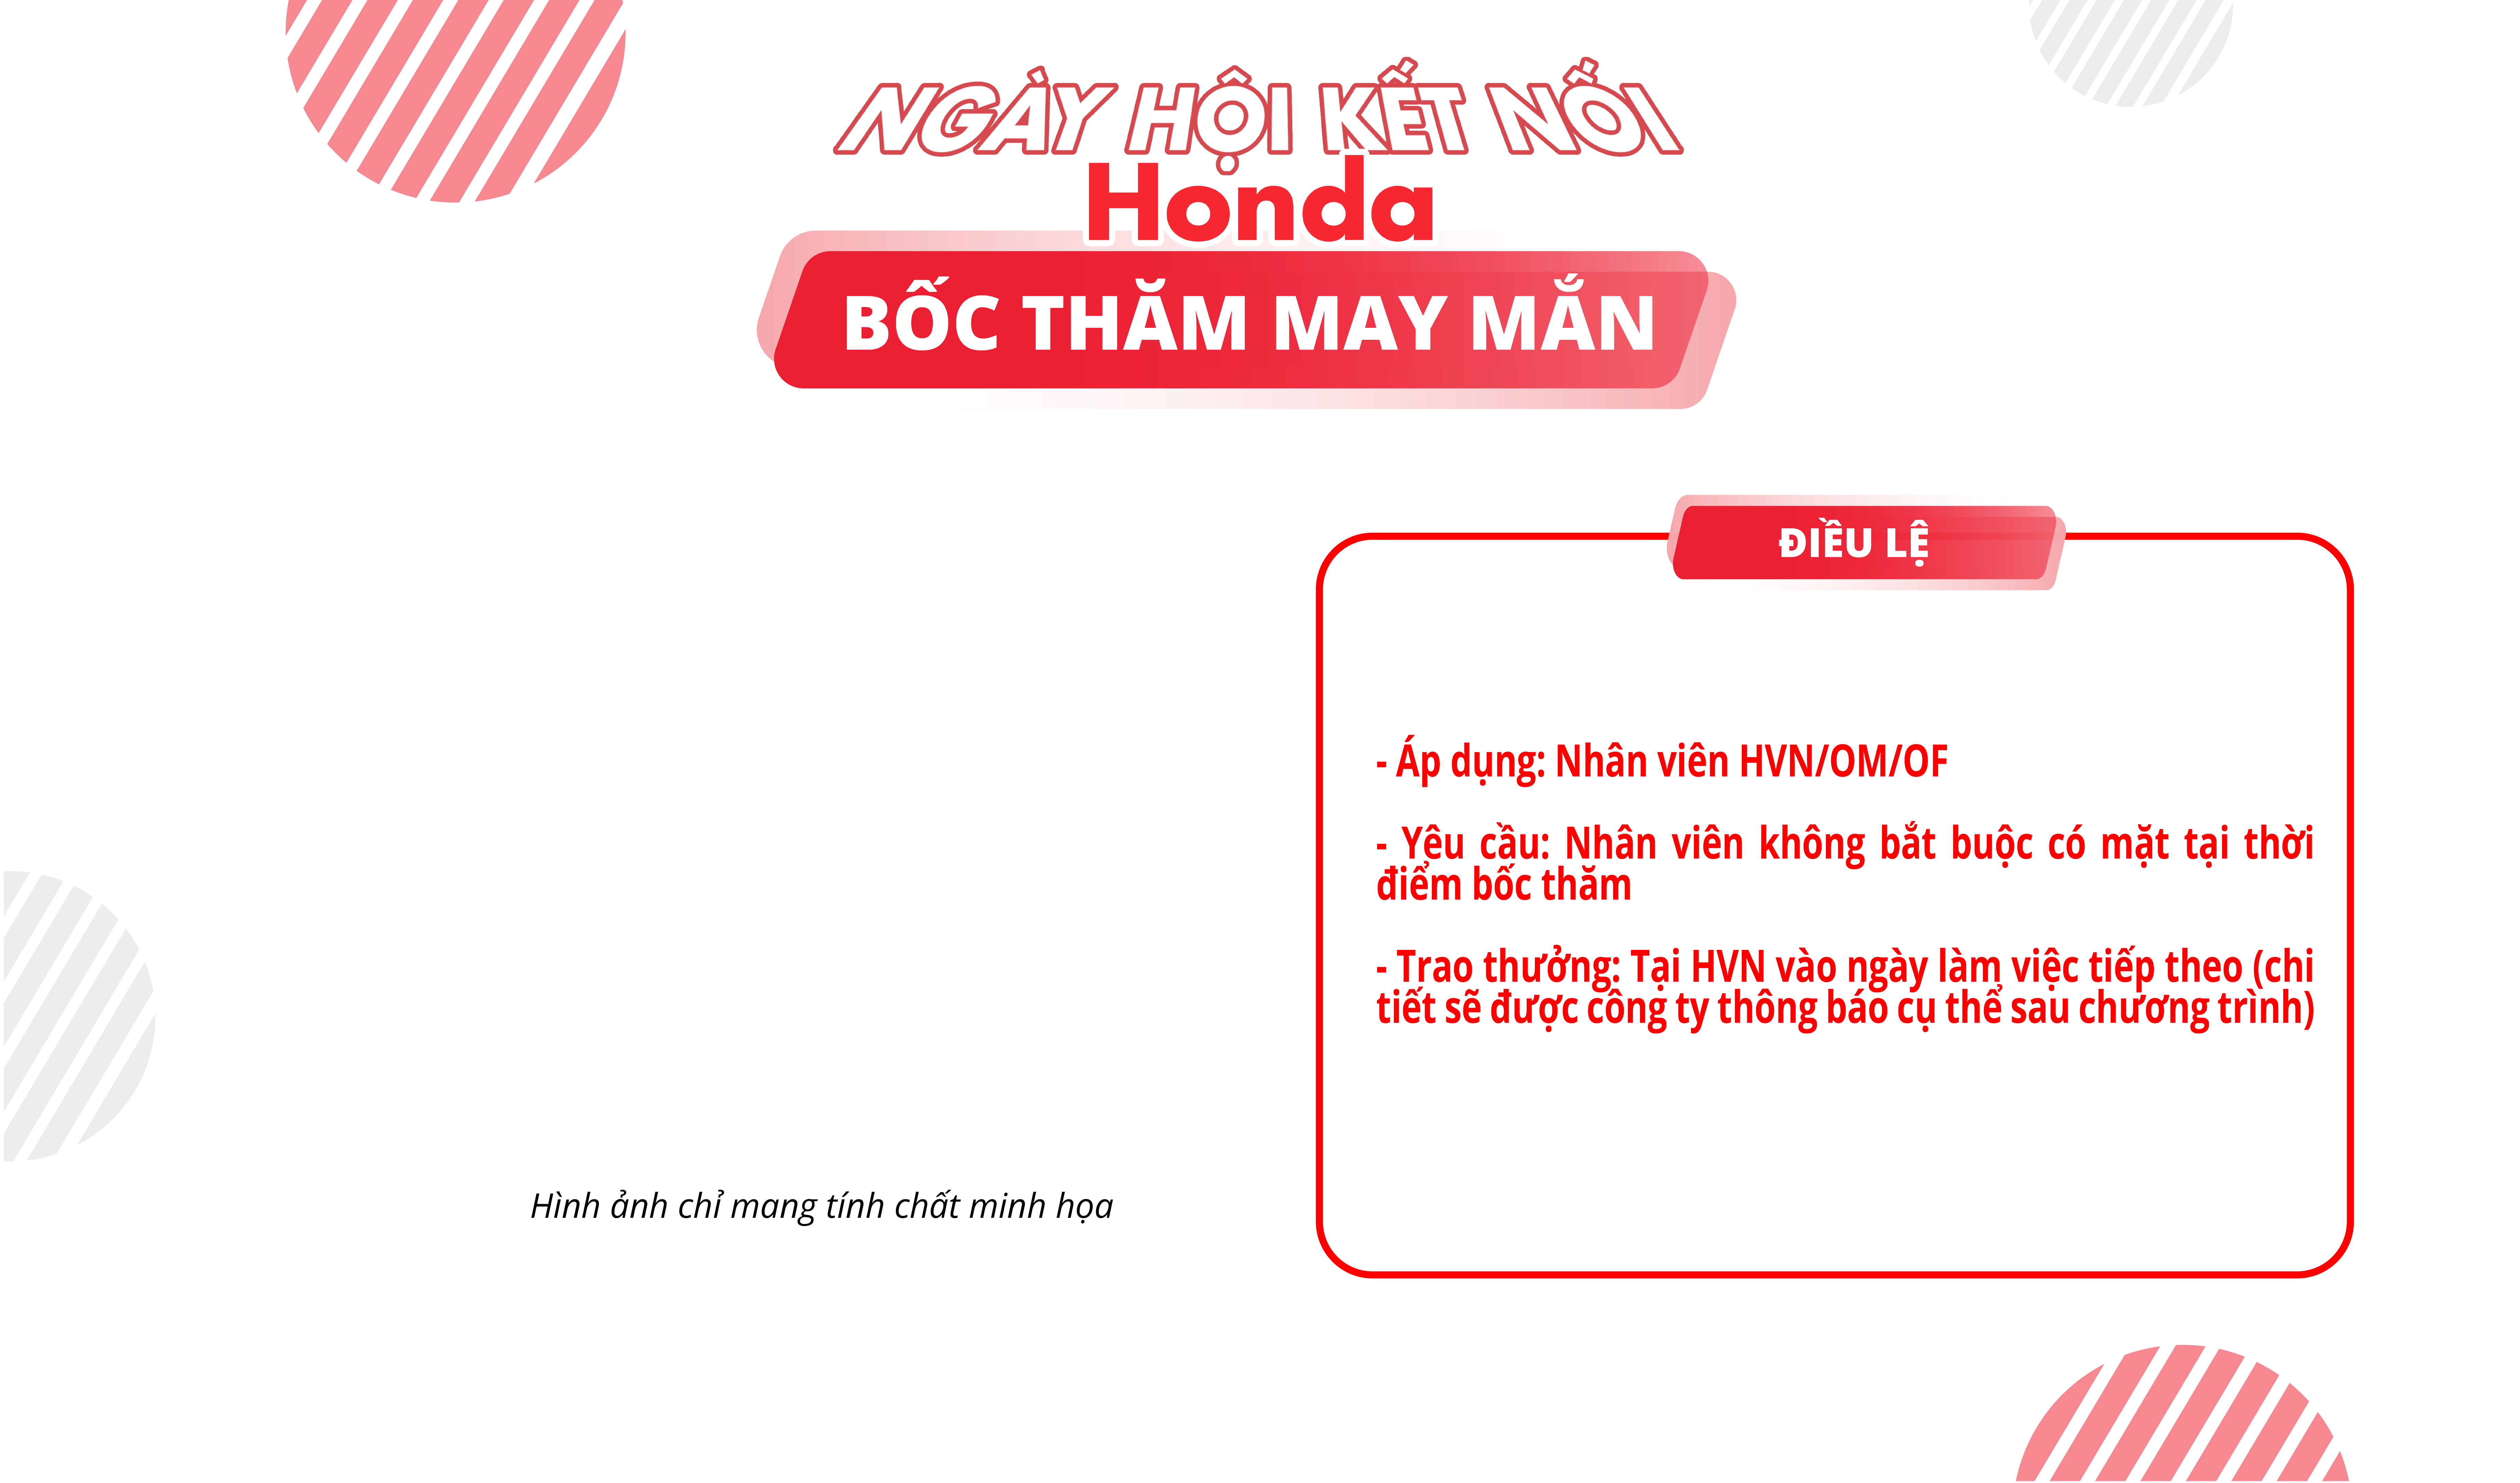 NGÀY HỘI KẾT NỐI
Honda
BỐC THĂM MAY MẮN
ĐIỀU LỆ
- Áp dụng: Nhân viên HVN/OM/OF
- Yêu cầu: Nhân viên không bắt buộc có mặt tại thời
điểm bốc thăm
- Trao thưởng: Tại HVN vào ngày làm việc tiếp theo (chi
tiết sẽ được công ty thông báo cụ thể sau chương trình)
Hình ảnh chỉ mang tính chất minh họa